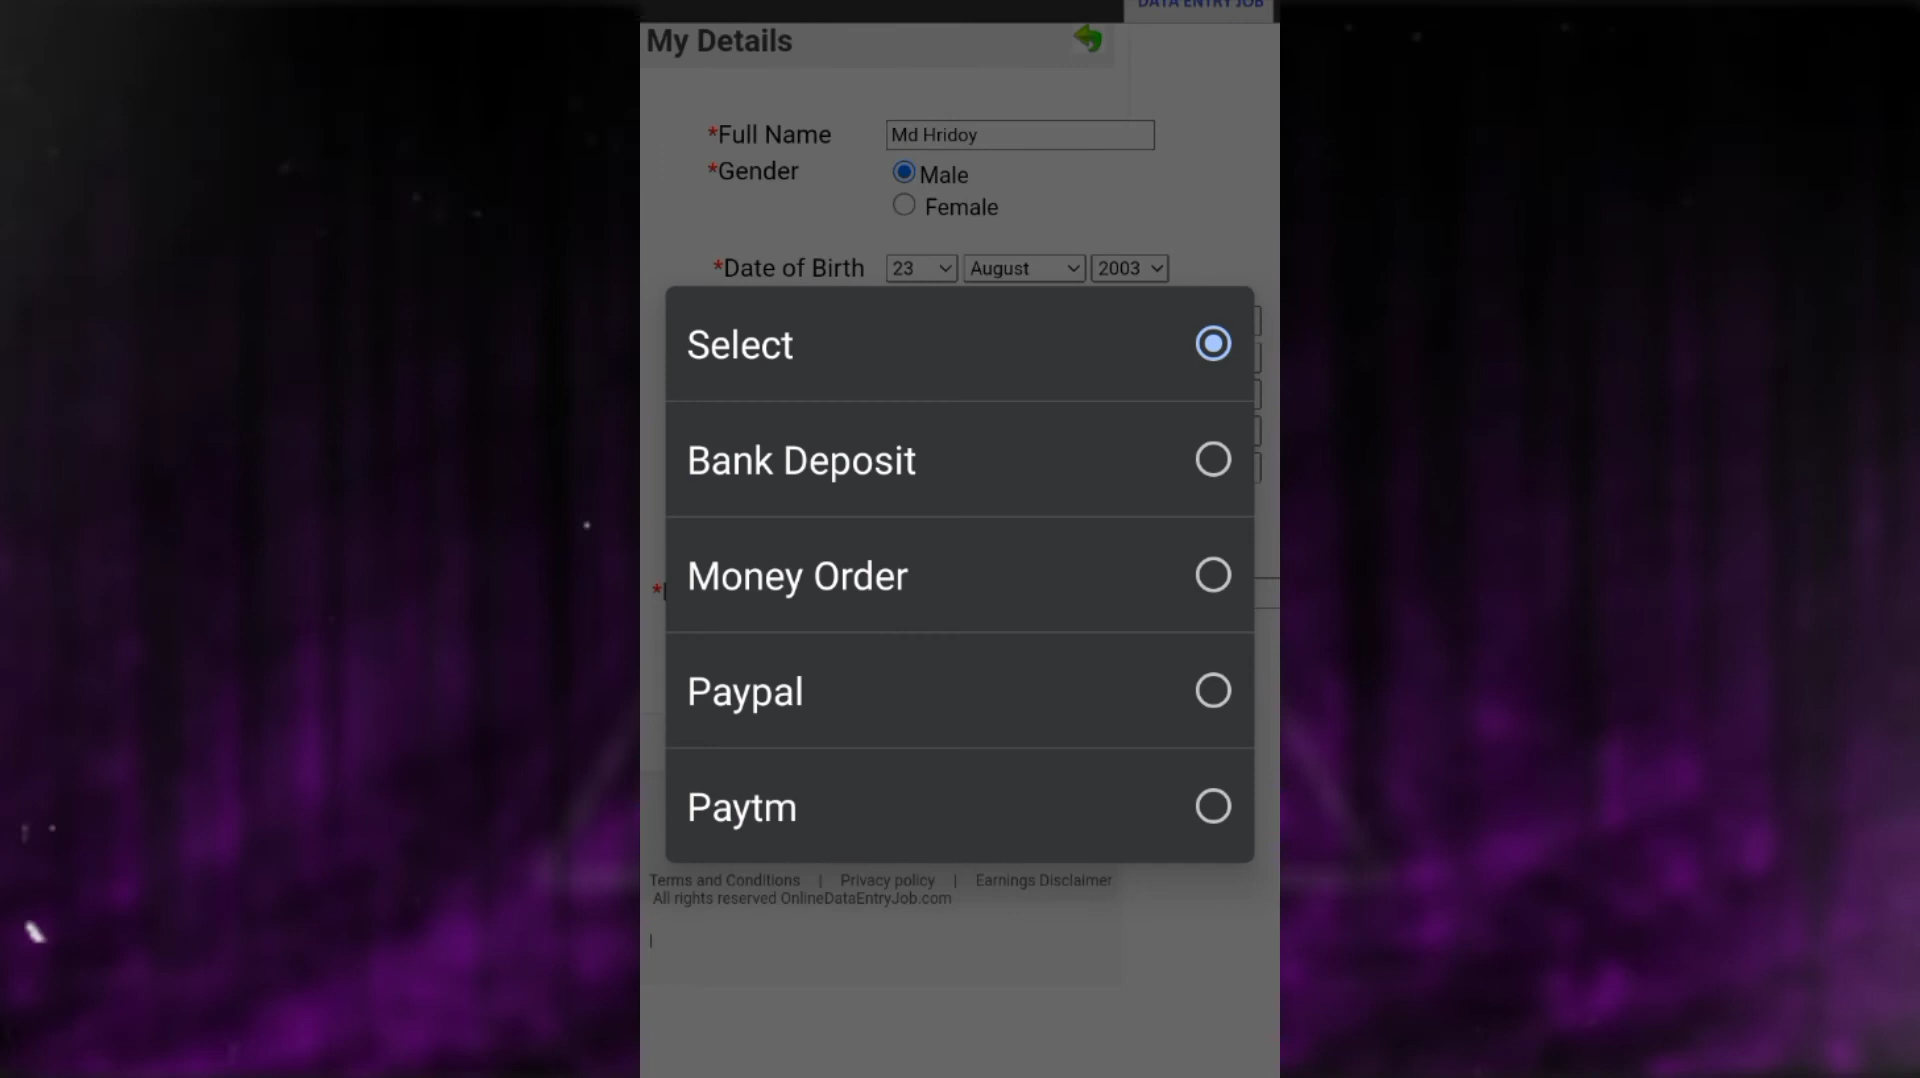 DATA ENTRY JOB
My Details
*Full Name Md Hridoy
*Gender Male
Female
*Date of Birth 23 August 2003
Select
Bank Deposit
Money Order
Paypal
Paytm
Terms and Conditions | Privacy policy | Earnings Disclaimer
All rights reserved OnlineDataEntryJob.com